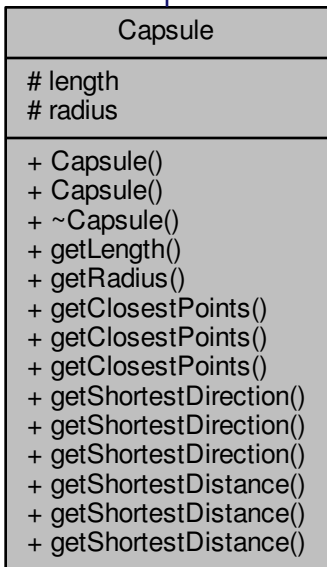 Capsule
# length
# radius
+ Capsule()
+ Capsule()
+ ~Capsule()
+ getLength()
+ getRadius()
+ getClosestPoints()
+ getClosestPoints()
+ getClosestPoints()
+ getShortestDirection()
+ getShortestDirection()
+ getShortestDirection()
+ getShortestDistance()
+ getShortestDistance()
+ getShortestDistance()